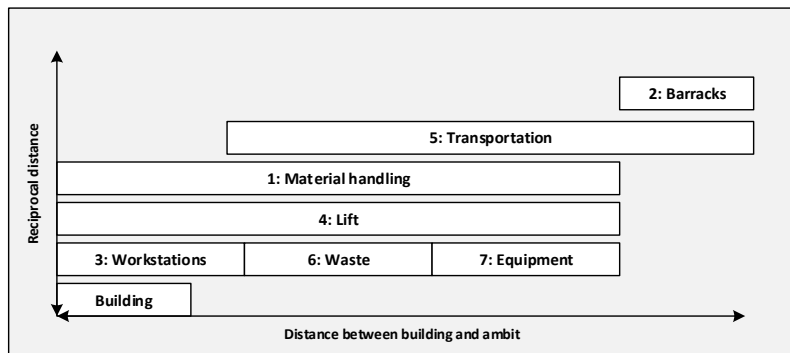 2: Barracks
5: Transportation
1: Material handling
4: Lift
3: Workstations
6: Waste
7: Equipment
Building
Reciprocal distance
Distance between building and ambit